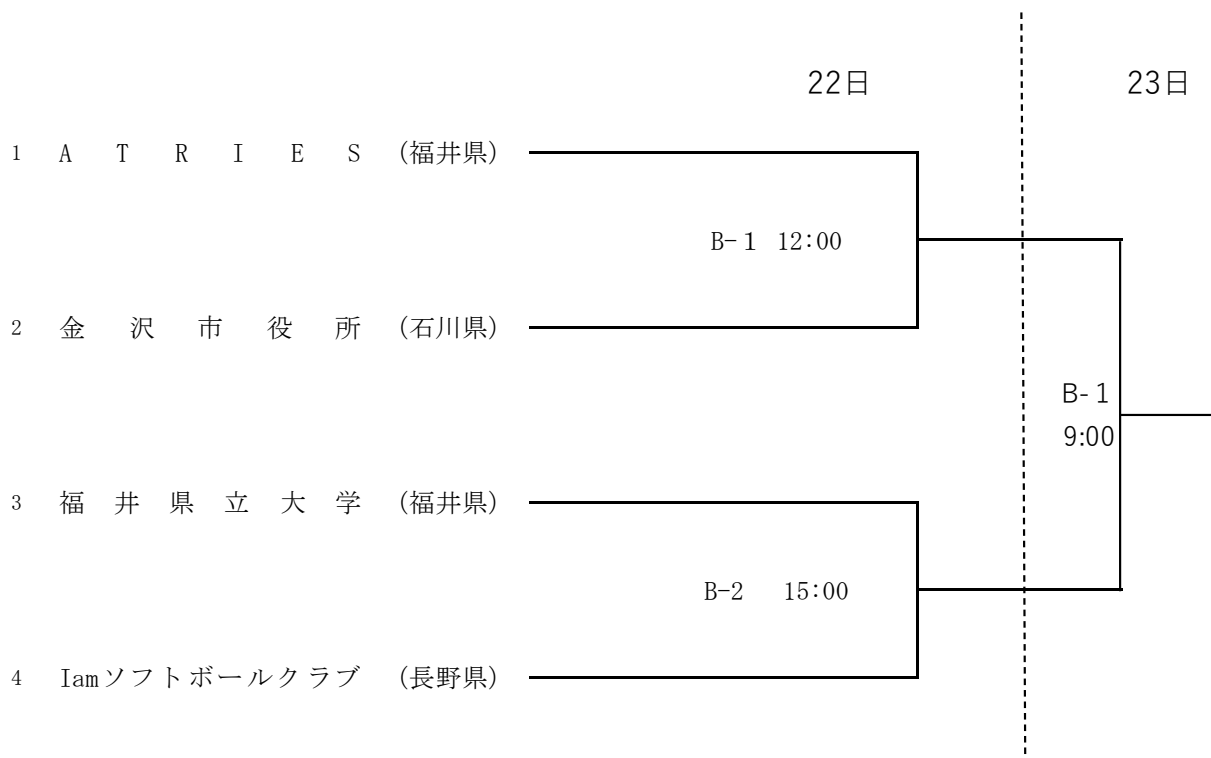 22日 23日
1 ATRIES (福井県)
B-１ 12:00
2 金沢市役所 (石川県)
B-１
9:00
3 福井県立大学 (福井県)
B-2 15:00
4 Iamソフトボールクラブ (長野県)